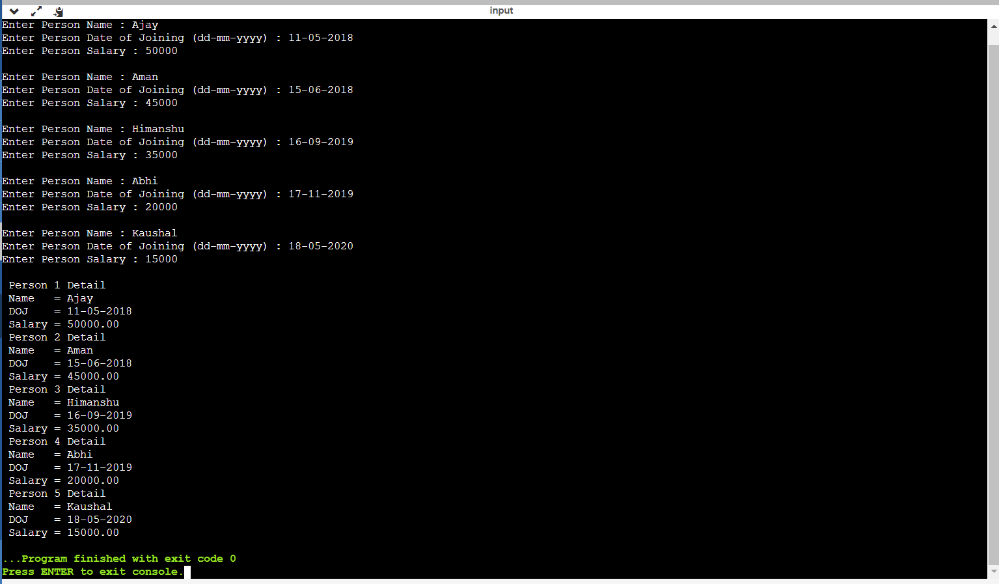 input
Enter Person Name : Ajay
Enter Person Date of Joining (dd-mm-yyyy) : 11-05-2018
Enter Person Salary : 50000
Enter Person Name : Aman
Enter Person Date of Joining (dd-mm-yyyy) : 15-06-2018
Enter Person Salary : 45000
Enter Person Name : Himanshu
Enter Person Date of Joining (dd-mm-yyyy) : 16-09-2019
Enter Person Salary : 35000
Enter Person Name : Abhi
Enter Person Date of Joining (dd-mm-yyyy) : 17-11-2019
Enter Person Salary : 20000
Enter Person Name : Kaushal
Enter Person Date of Joining (dd-mm-yyyy) : 18-05-2020
Enter Person Salary : 15000
Person 1 Detail
Name   = Ajay
DOJ    = 11-05-2018
Salary = 50000.00
Person 2 Detail
Name   = Aman
DOJ    = 15-06-2018
Salary = 45000.00
Person 3 Detail
Name   = Himanshu
DOJ    = 16-09-2019
Salary = 35000.00
Person 4 Detail
Name   = Abhi
DOJ    = 17-11-2019
Salary = 20000.00
Person 5 Detail
Name   = Kaushal
DOJ    = 18-05-2020
Salary = 15000.00
...Program finished with exit code 0
Press ENTER to exit console.